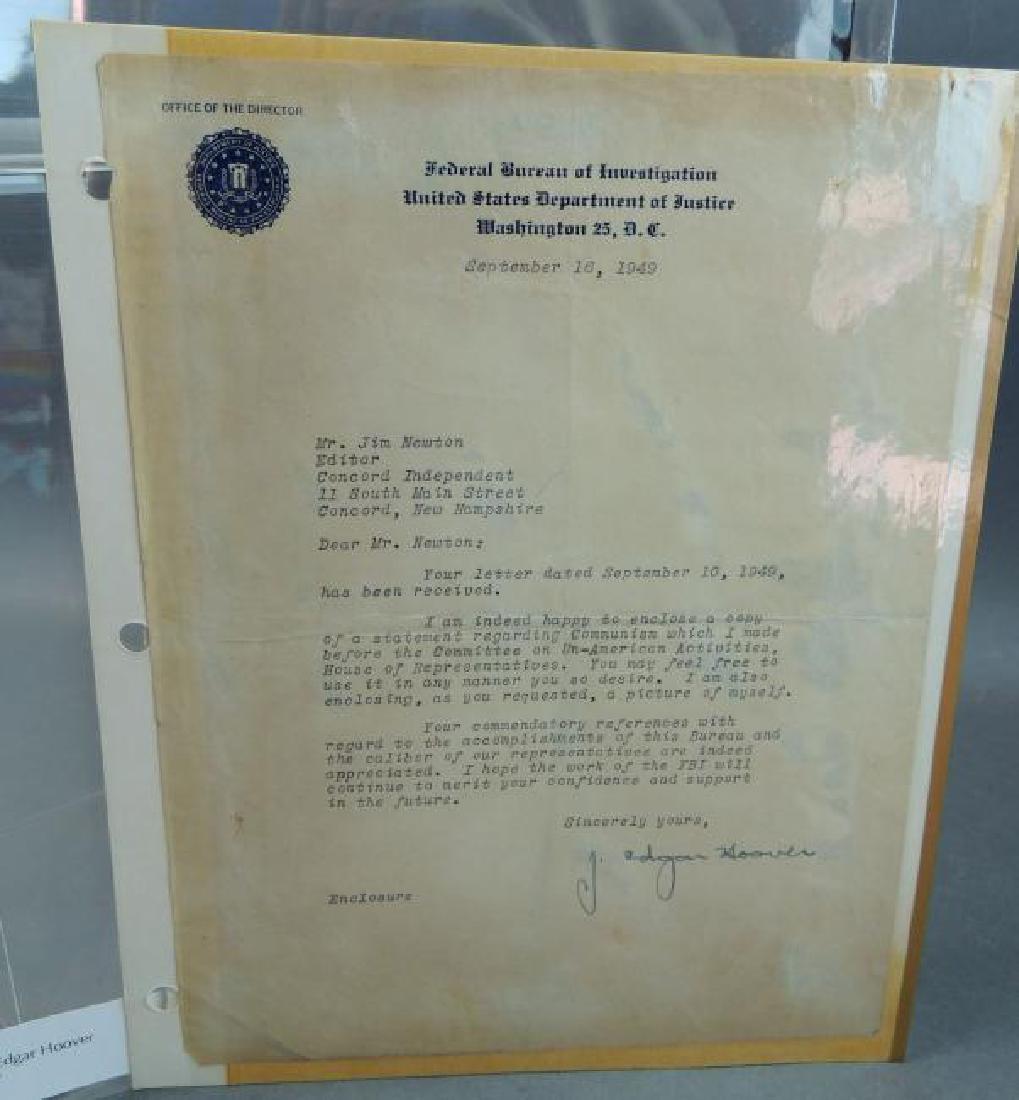 OFFICE OF THE DIRECTOR
Federal Bureau of Investigation
United States Department of Justice
Washington 25, D. C.
September 16, 1949
Mr. Jim Newton
Editor
Concord Independent
11 South Main Street
Concord, New Hampshire
Dear Mr. Newton:
Your letter dated September 10, 1949,
has been received.
I am indeed happy to enclose a copy
of a statement regarding Communism which I made
before the Committee on Un-American Activities,
House of Representatives. You may feel free to
use it in any manner you so desire. I am also
enclosing, as you requested, a picture of myself.
Your commendatory references with
regard to the accomplishments of this Bureau and
the caliber of our representatives are indeed
appreciated. I hope the work of the FBI will
continue to merit your confidence and support
in the future.
Sincerely yours,
J. Edgar Hoover
Enclosure
Edgar Hoover